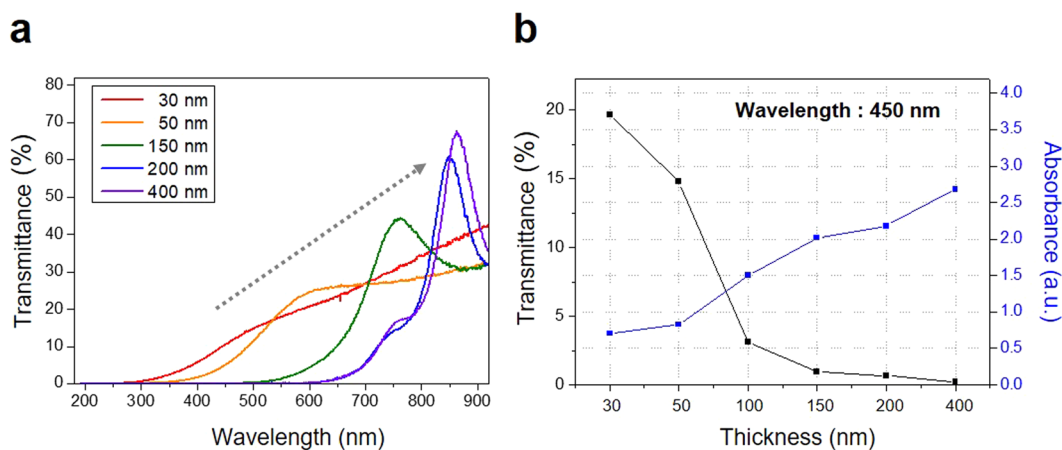 a
b
Transmittance (%)
80
70
60
50
40
30
20
10
0
30 nm
50 nm
150 nm
200 nm
400 nm
200 300 400 500 600 700 800 900
Wavelength (nm)
Transmittance (%)
20
15
10
5
0
Wavelength : 450 nm
4.0
3.5
3.0
2.5
2.0
1.5
1.0
0.5
0.0
Absorbance (a.u.)
30 50 100 150 200 400
Thickness (nm)